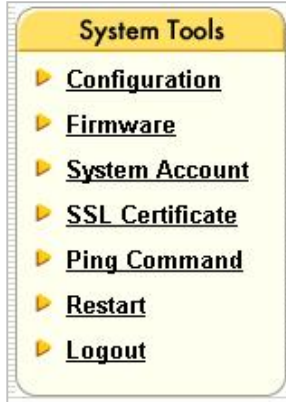 System Tools
Configuration
Firmware
System Account
SSL Certificate
Ping Command
Restart
Logout